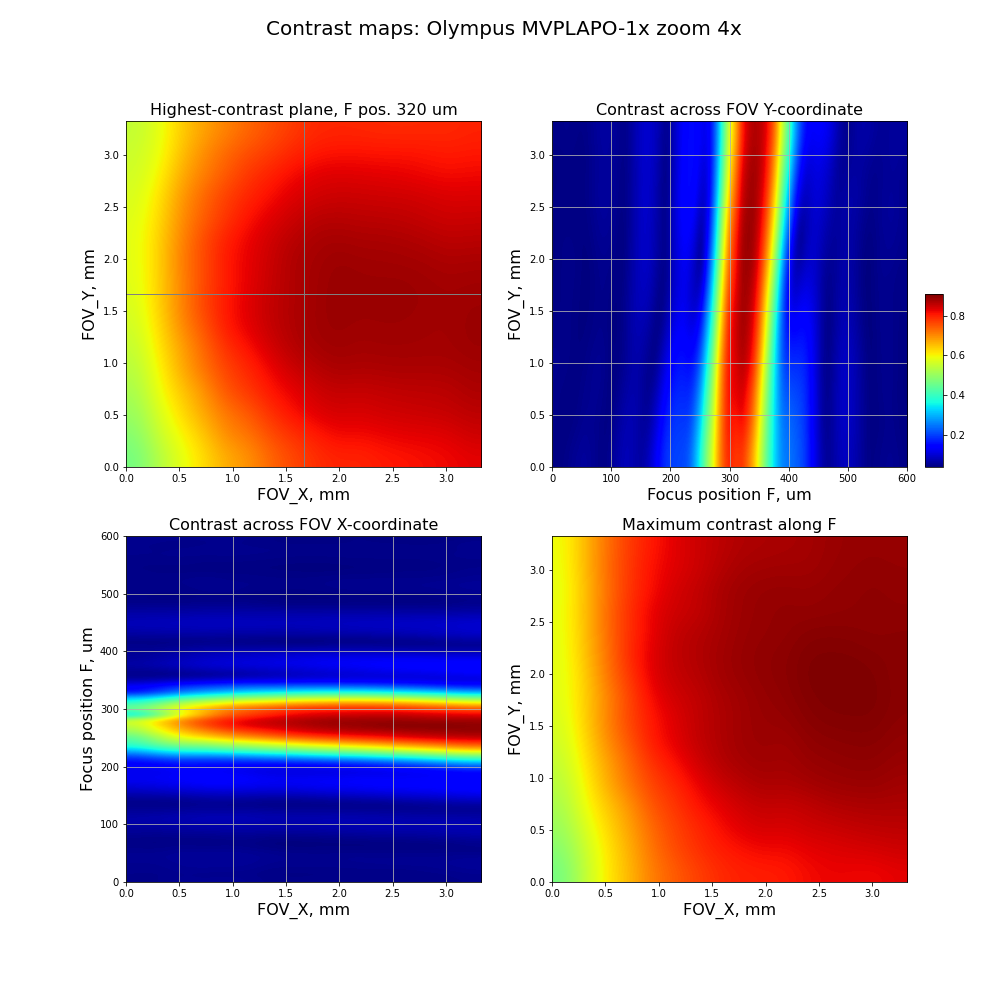 Contrast maps: Olympus MVPLAPO-1x zoom 4x
Highest-contrast plane, F pos. 320 um
Contrast across FOV Y-coordinate
3.0
2.5
2.0
1.5
1.0
0.5
0.0
FOV_Y, mm
0.0 0.5 1.0 1.5 2.0 2.5 3.0
FOV_X, mm
3.0
2.5
2.0
1.5
1.0
0.5
0.0
FOV_Y, mm
0 100 200 300 400 500 600
Focus position F, um
0.8
0.6
0.4
0.2
Contrast across FOV X-coordinate
Maximum contrast along F
600
500
400
300
200
100
0
Focus position F, um
0.0 0.5 1.0 1.5 2.0 2.5 3.0
FOV_X, mm
3.0
2.5
2.0
1.5
1.0
0.5
0.0
FOV_Y, mm
0.0 0.5 1.0 1.5 2.0 2.5 3.0
FOV_X, mm